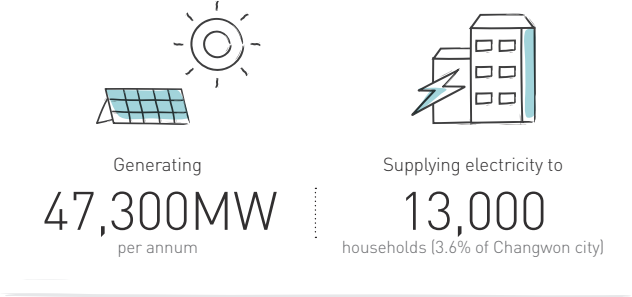 Generating
47,300MW
per annum
Supplying electricity to
13,000
households (3.6% of Changwon city)